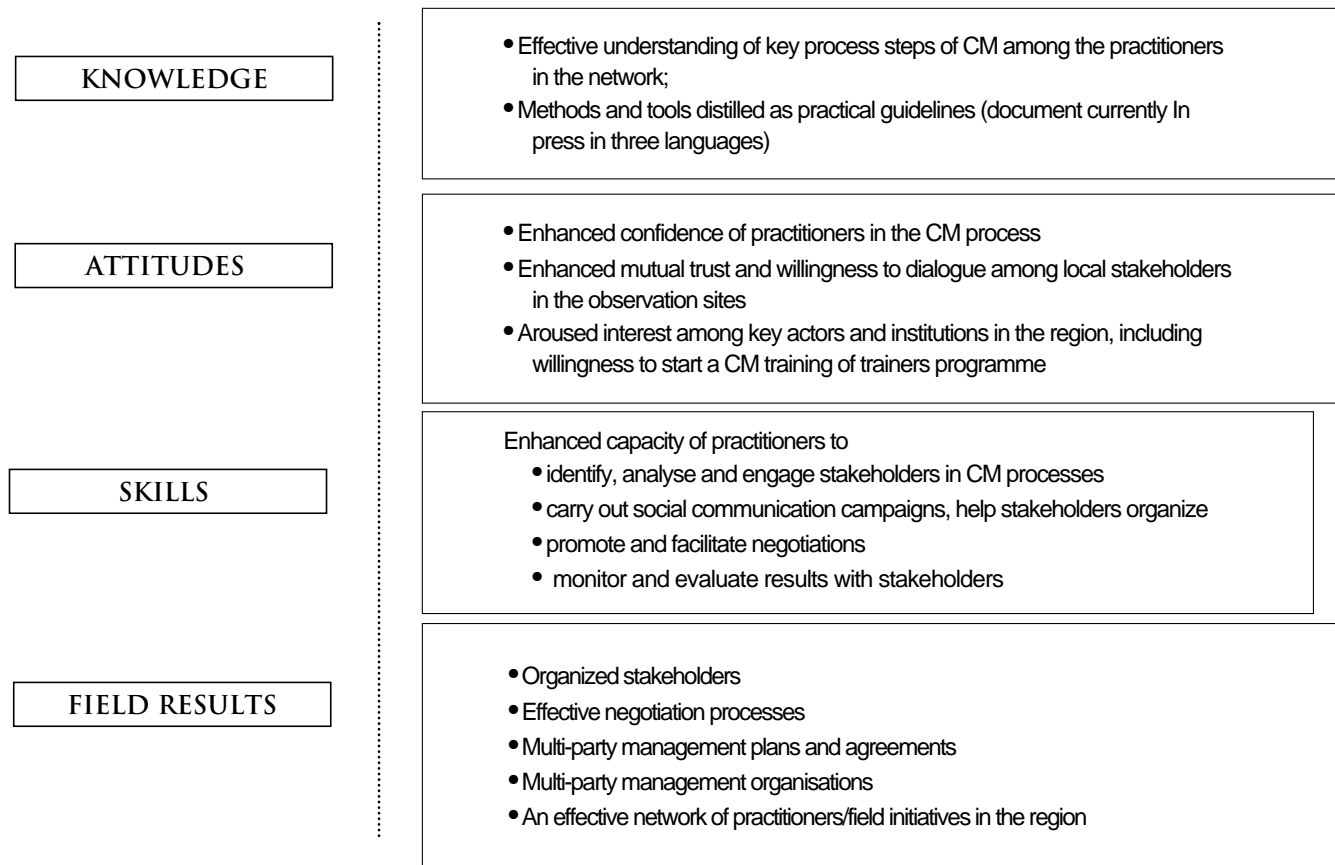 KNOWLEDGE
• Effective understanding of key process steps of CM among the practitioners
in the network;
• Methods and tools distilled as practical guidelines (document currently In
press in three languages)
ATTITUDES
• Enhanced confidence of practitioners in the CM process
• Enhanced mutual trust and willingness to dialogue among local stakeholders
in the observation sites
• Aroused interest among key actors and institutions in the region, including
willingness to start a CM training of trainers programme
SKILLS
Enhanced capacity of practitioners to
• identify, analyse and engage stakeholders in CM processes
• carry out social communication campaigns, help stakeholders organize
• promote and facilitate negotiations
• monitor and evaluate results with stakeholders
FIELD RESULTS
• Organized stakeholders
• Effective negotiation processes
• Multi-party management plans and agreements
• Multi-party management organisations
• An effective network of practitioners/field initiatives in the region